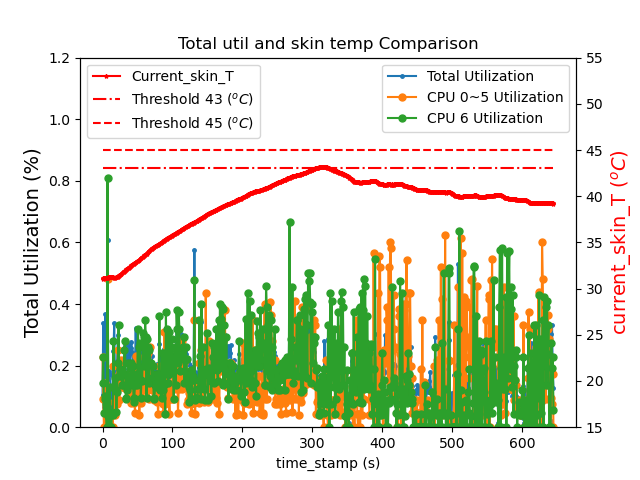 Total util and skin temp Comparison
Total Utilization (%)
1.2
1.0
0.8
0.6
0.4
0.2
0.0
Current_skin_T
Threshold 43 (°C)
Threshold 45 (°C)
Total Utilization
CPU 0~5 Utilization
CPU 6 Utilization
55
50
45
40
35
30
25
20
15
current_skin_T (°C)
0 100 200 300 400 500 600
time_stamp (s)